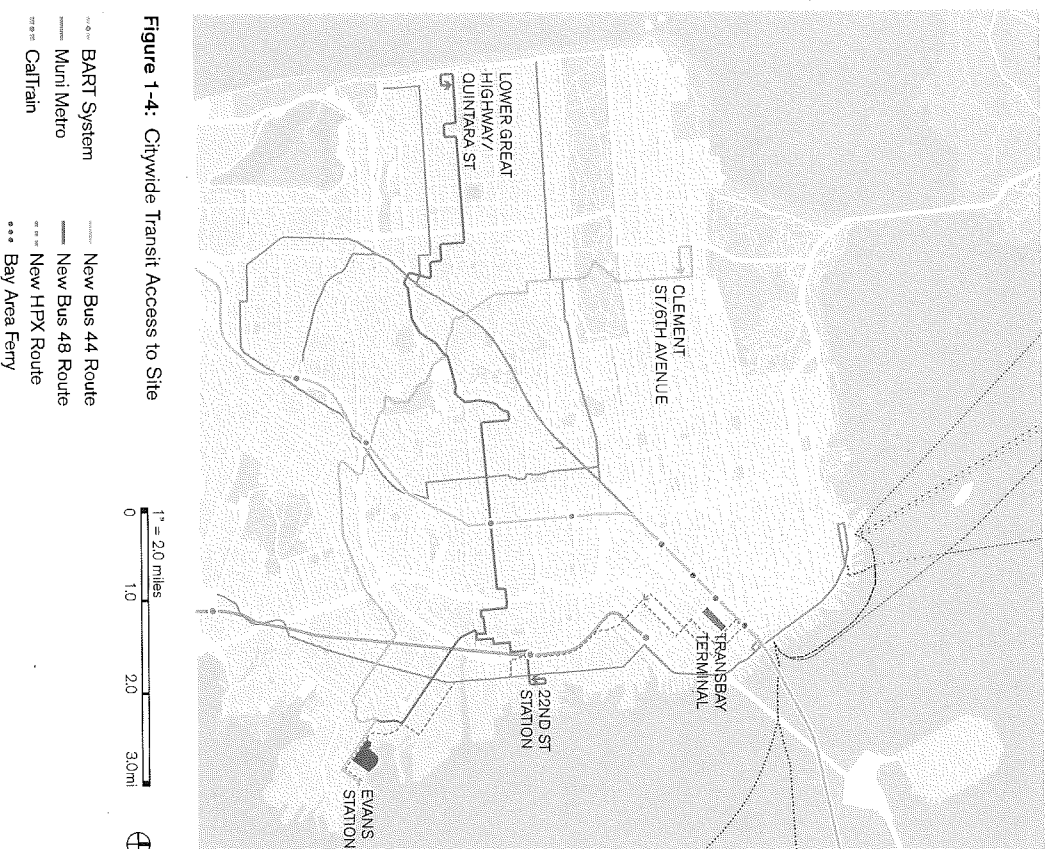 LOWER GREAT
HIGHWAY/
QUINTARA ST
CLEMENT
ST/6TH AVENUE
TRANSBAY
TERMINAL
22ND ST
STATION
EVANS
STATION
Figure 1-4: Citywide Transit Access to Site
BART System
Muni Metro
CalTrain
New Bus 44 Route
New Bus 48 Route
New HPX Route
Bay Area Ferry
1" = 2.0 miles
0 1.0 2.0 3.0mi